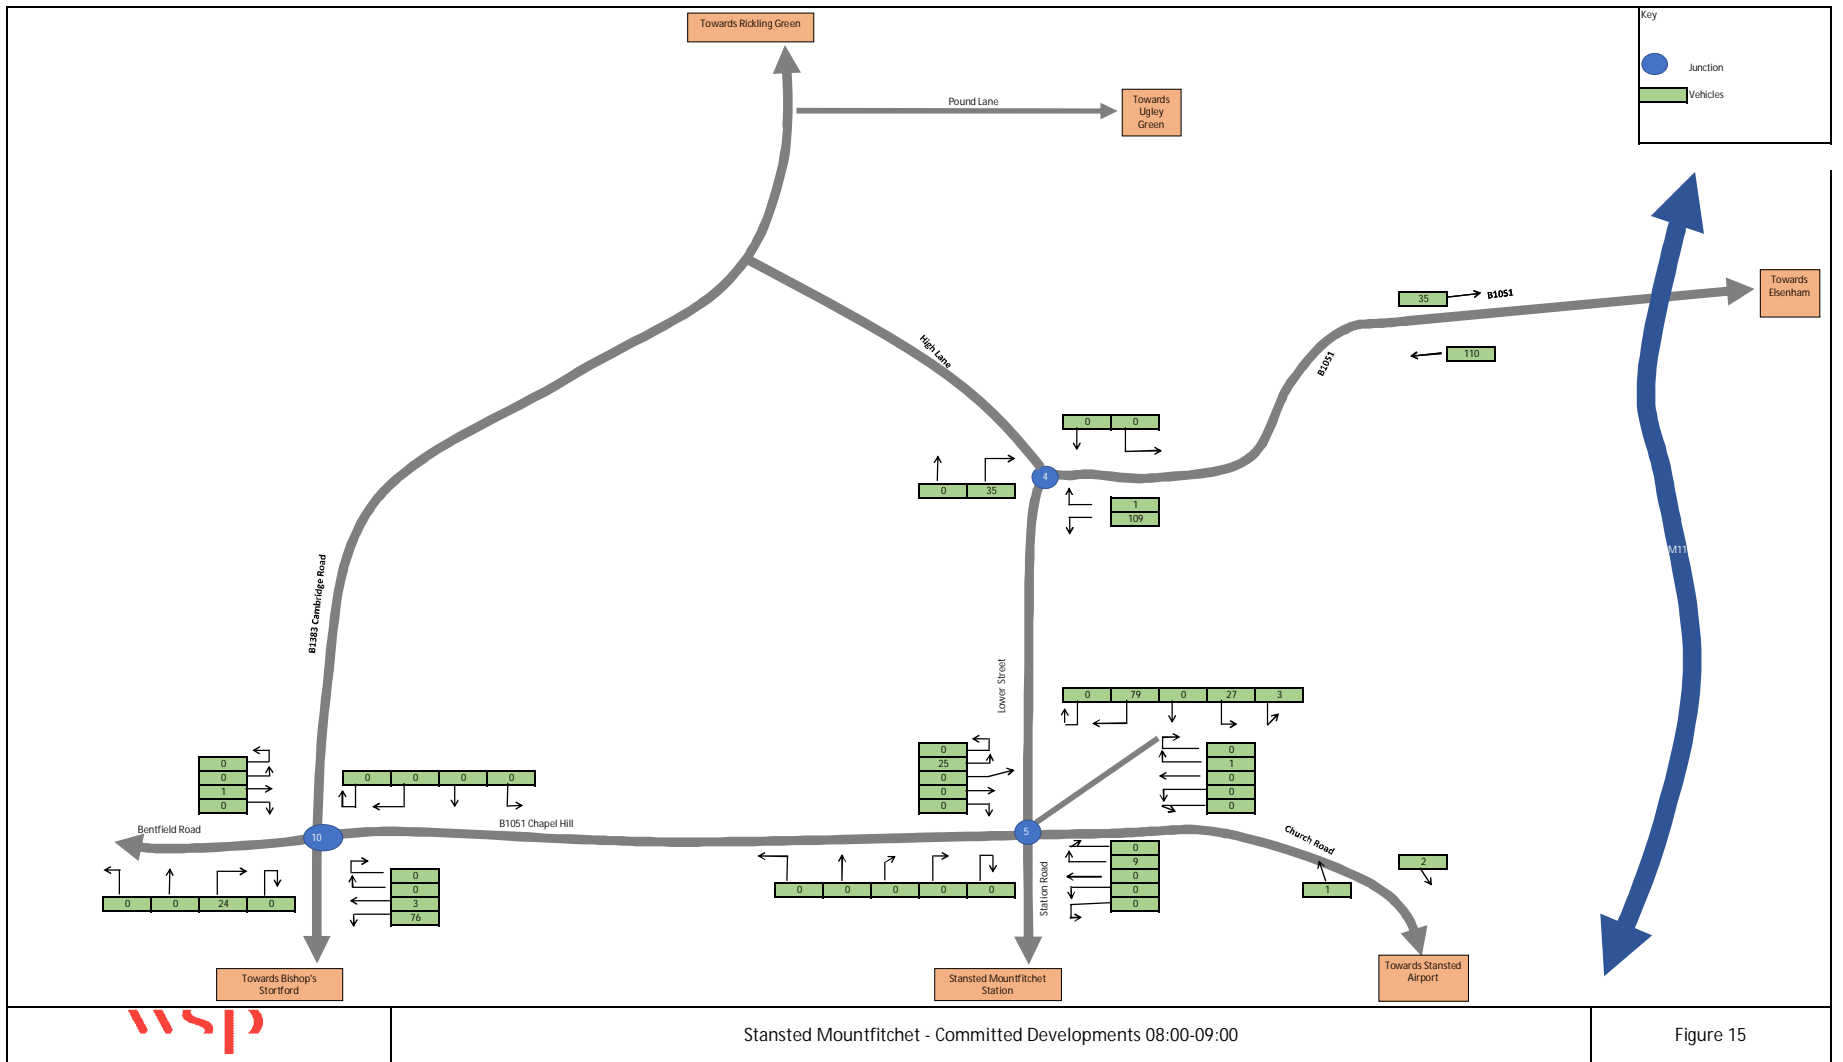 Towards Rickling Green
Key
Junction
Vehicles
Pound Lane
Towards
Ugley
Green
Towards
Elsenham
35
B1051
110
B1051
High Lane
0 0
4
0 35
1
109
M11
B1383 Cambridge Road
Lower Street
0 79 0 27 3
0
25
0
0
0
0
1
0
0
0
0
0
1
0
0 0 0 0
Bentfield Road
10
B1051 Chapel Hill
5
Church Road
0 0 24 0
0
0
3
76
0 0 0 0 0
Station Road
0
9
0
0
0
2
1
Towards Bishop's
Stortford
Stansted Mountfitchet
Station
Towards Stansted
Airport
wsp
Stansted Mountfitchet - Committed Developments 08:00-09:00
Figure 15